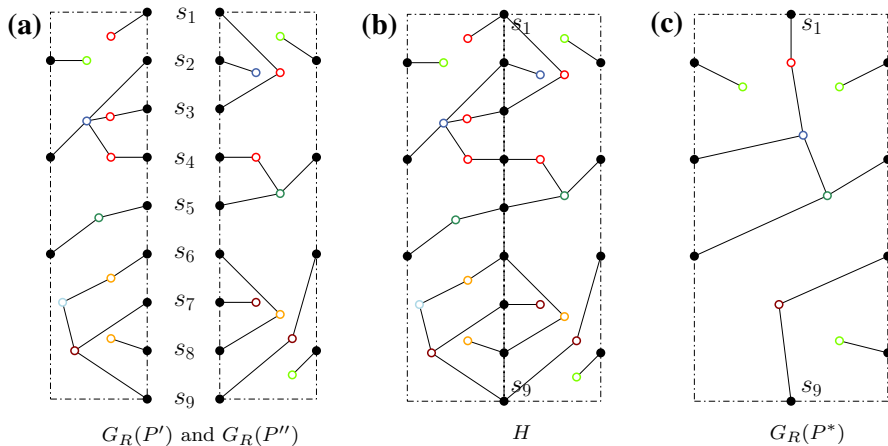 (a)
s₁
s₂
s₃
s₄
s₅
s₆
s₇
s₈
s₉
G_R(P′) and G_R(P″)
(b)
s₁
s₉
H
(c)
s₁
s₉
G_R(P*)